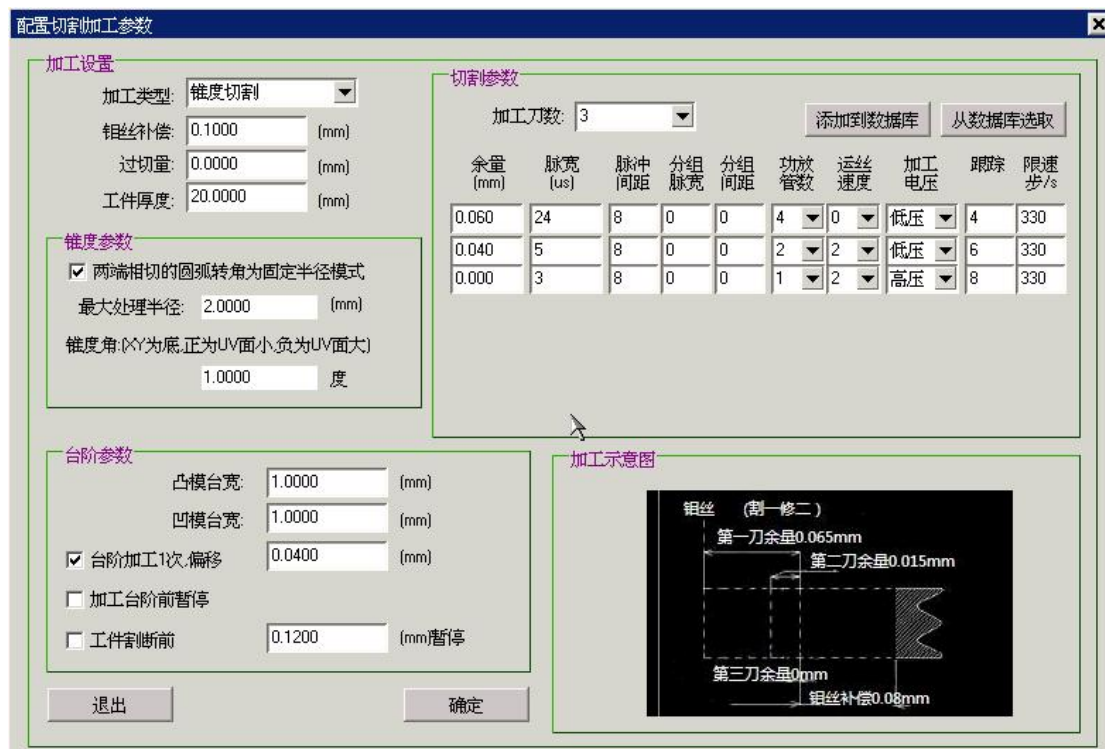 配置切割加工参数
加工设置
加工类型: 锥度切割
钼丝补偿: 0.1000 (mm)
过切量: 0.0000 (mm)
工件厚度: 20.0000 (mm)
锥度参数
两端相切的圆弧转角为固定半径模式
最大处理半径: 2.0000 (mm)
锥度角:(XY为底,正为UV面小,负为UV面大)
1.0000 度
切割参数
加工刀数: 3 添加到数据库 从数据库选取
余量(mm) 脉宽(us) 脉冲间距 分组脉宽 分组间距 功放管数 运丝速度 加工电压 跟踪 限速步/s
0.060 24 8 0 0 4 0 低压 4 330
0.040 5 8 0 0 2 2 低压 6 330
0.000 3 8 0 0 1 2 高压 8 330
台阶参数
凸模台宽: 1.0000 (mm)
凹模台宽: 1.0000 (mm)
台阶加工1次,偏移 0.0400 (mm)
加工台阶前暂停
工件割断前 0.1200 (mm)暂停
退出 确定
加工示意图
钼丝 (割一修二)
第一刀余量0.065mm
第二刀余量0.015mm
第三刀余量0mm
钼丝补偿0.08mm